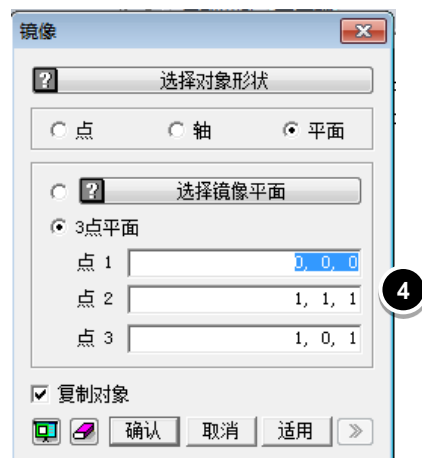 镜像
? 选择对象形状
点 轴 平面
? 选择镜像平面
3点平面
点 1 0, 0, 0
点 2 1, 1, 1
4
点 3 1, 0, 1
复制对象
确认 取消 适用